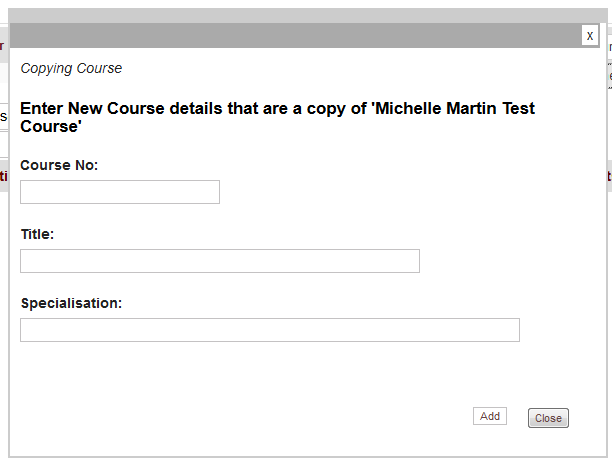 x
Copying Course
Enter New Course details that are a copy of 'Michelle Martin Test
Course'
Course No:
Title:
Specialisation:
Add
Close